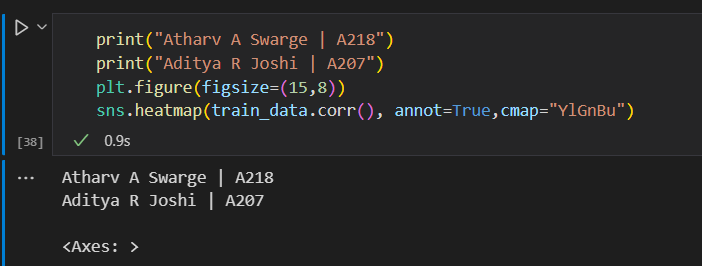 print("Atharv A Swarge | A218")
print("Aditya R Joshi | A207")
plt.figure(figsize=(15,8))
sns.heatmap(train_data.corr(), annot=True,cmap="YlGnBu")
[38]
0.9s
...
Atharv A Swarge | A218
Aditya R Joshi | A207
<Axes: >